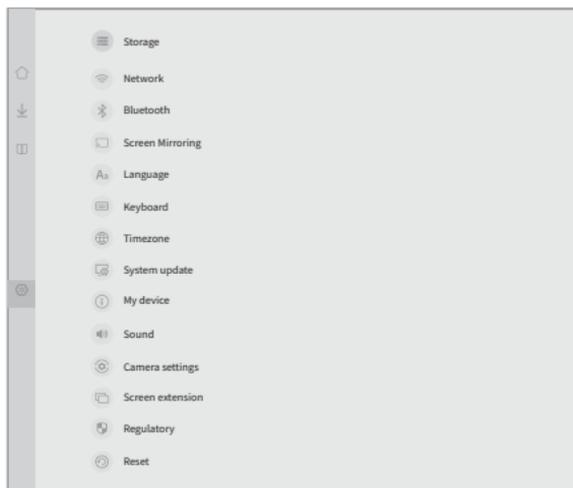 Storage
Network
Bluetooth
Screen Mirroring
Language
Keyboard
Timezone
System update
My device
Sound
Camera settings
Screen extension
Regulatory
Reset